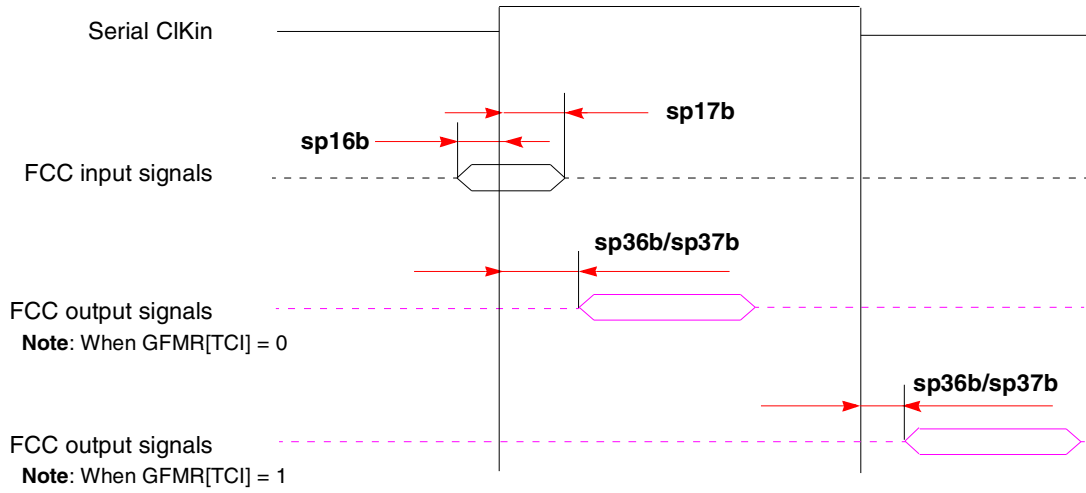 Serial ClKin
sp17b
sp16b
FCC input signals
sp36b/sp37b
FCC output signals
Note: When GFMR[TCI] = 0
sp36b/sp37b
FCC output signals
Note: When GFMR[TCI] = 1